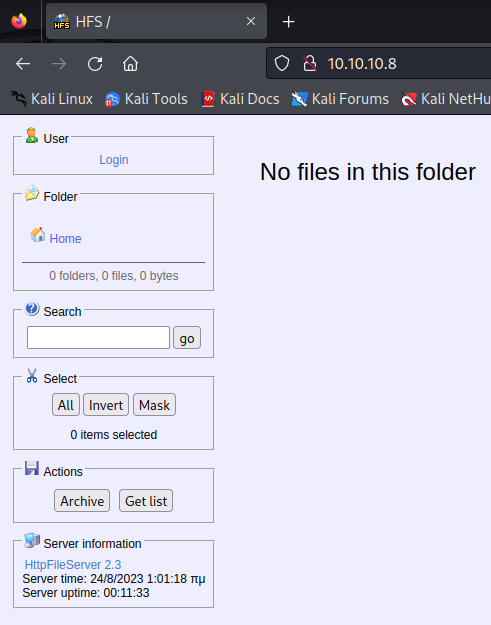 HFS /
10.10.10.8
Kali Linux Kali Tools Kali Docs Kali Forums Kali NetHu
User
Login
No files in this folder
Folder
Home
0 folders, 0 files, 0 bytes
Search
go
Select
All Invert Mask
0 items selected
Actions
Archive Get list
Server information
HttpFileServer 2.3
Server time: 24/8/2023 1:01:18 πμ
Server uptime: 00:11:33